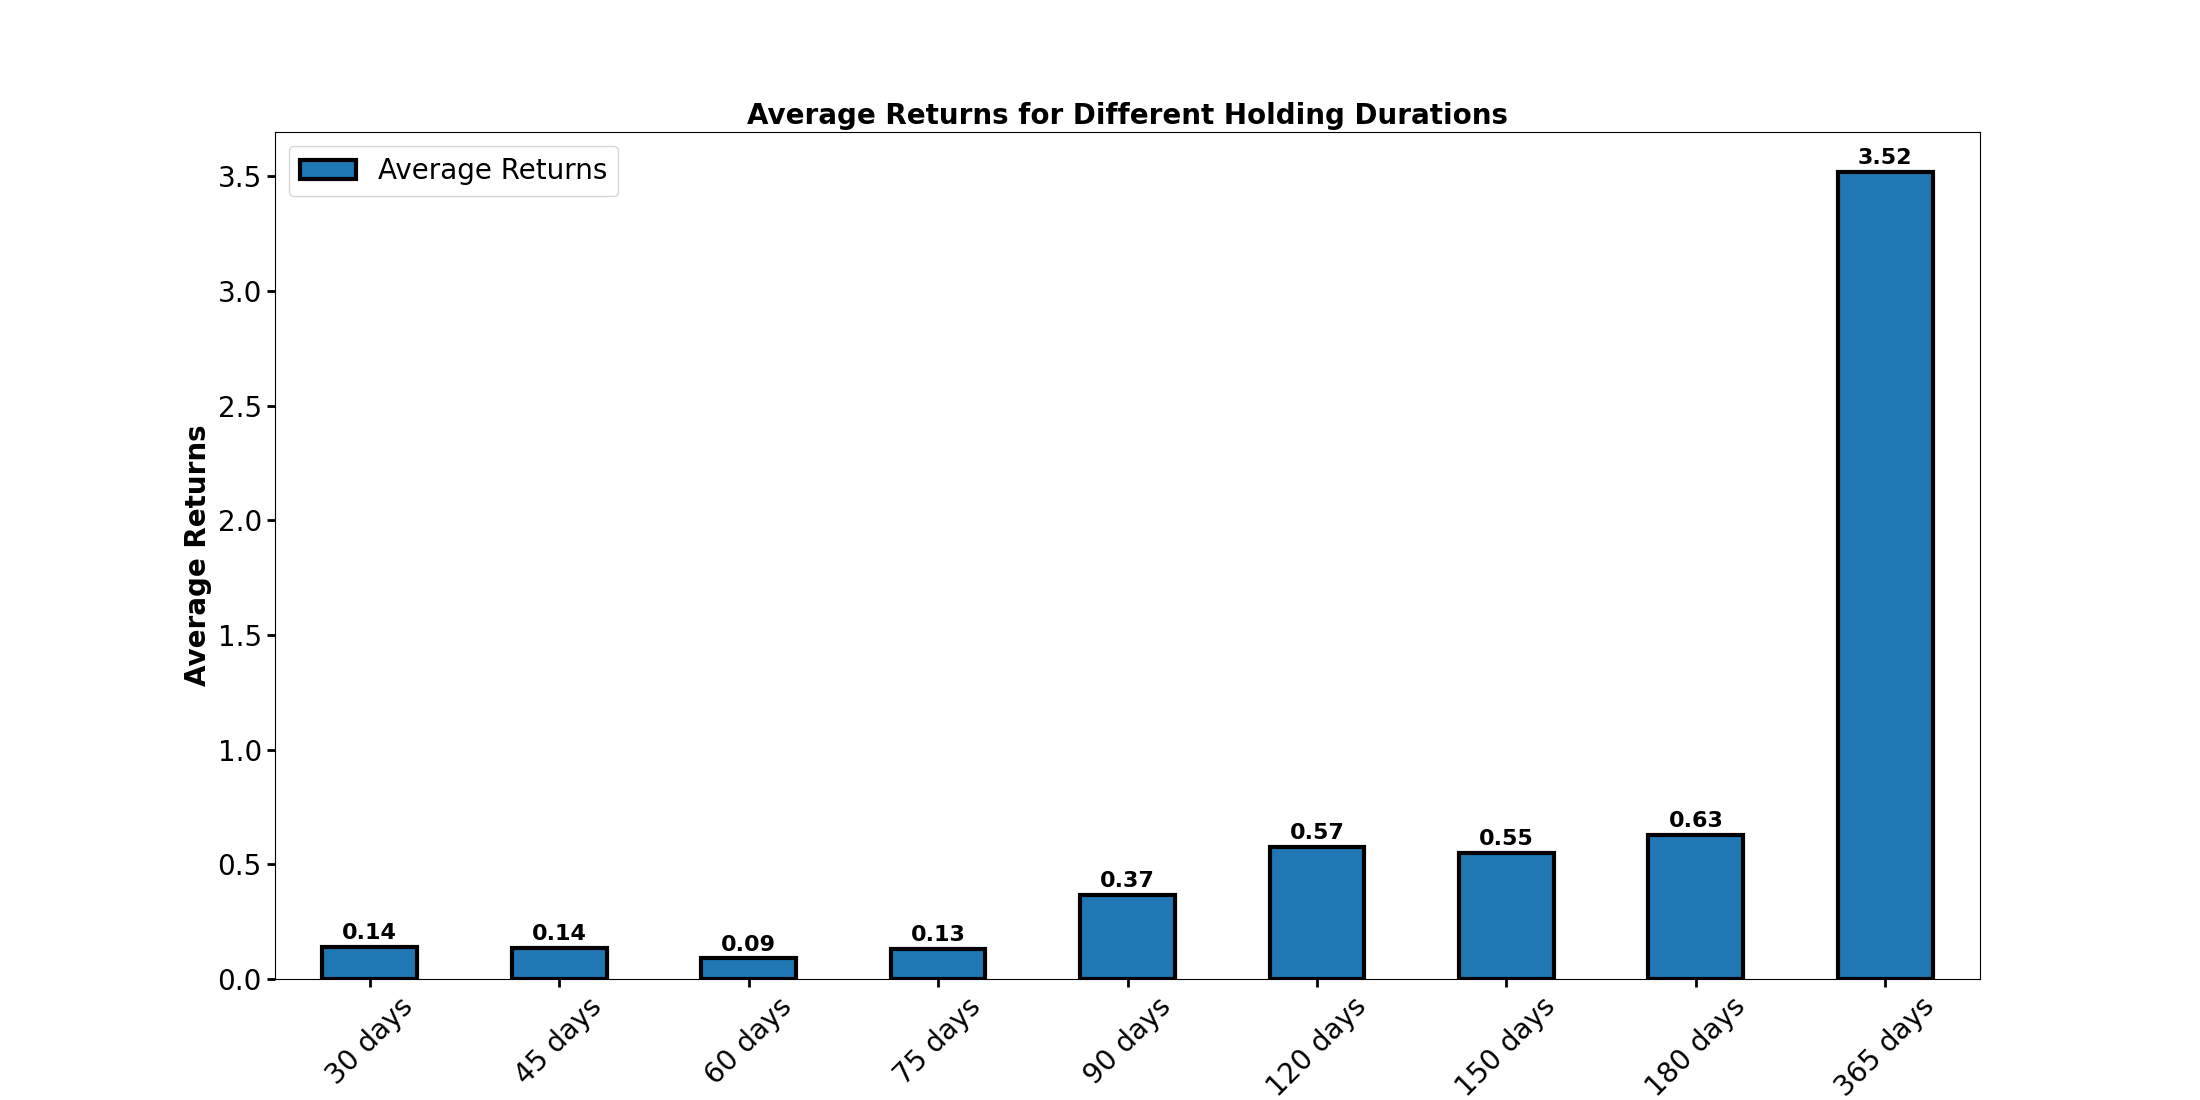 Average Returns for Different Holding Durations
Average Returns
Average Returns
3.5
3.0
2.5
2.0
1.5
1.0
0.5
0.0
0.14
0.14
0.09
0.13
0.37
0.57
0.55
0.63
3.52
30 days
45 days
60 days
75 days
90 days
120 days
150 days
180 days
365 days